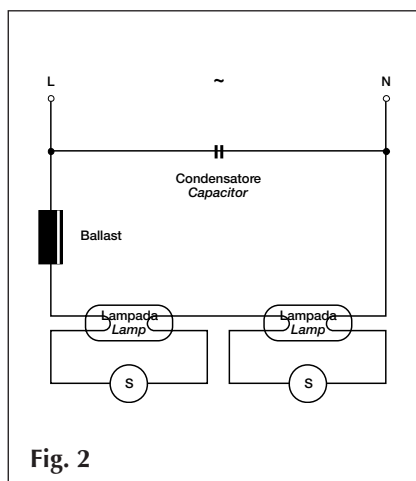 L ~ N
Condensatore
Capacitor
Ballast
Lampada Lampada
Lamp Lamp
S S
Fig. 2